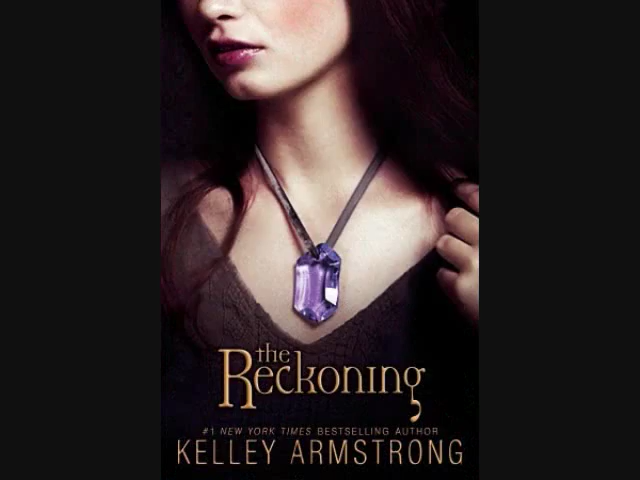 the
Reckoning
#1 NEW YORK TIMES BESTSELLING AUTHOR
KELLEY ARMSTRONG